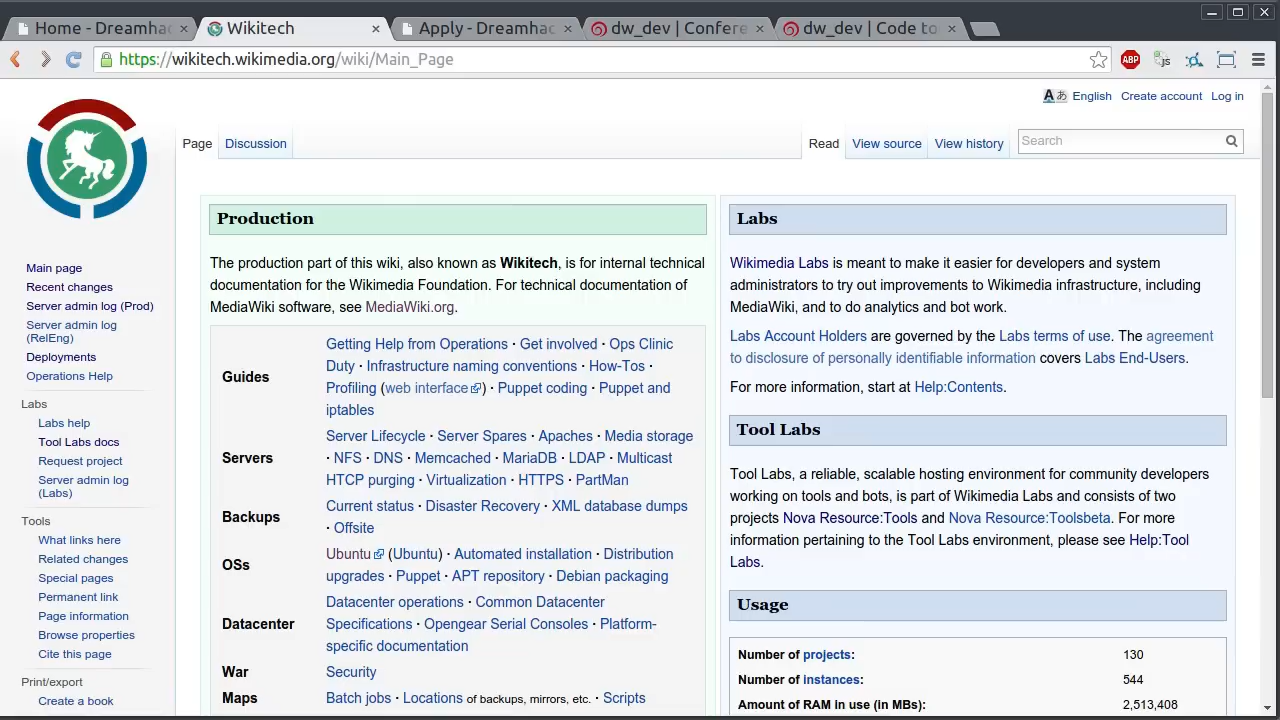 Home - Dreamhac
Wikitech
Apply - Dreamhac
dw_dev | Confere
dw_dev | Code to
https://wikitech.wikimedia.org/wiki/Main_Page
ABP
js
Aあ English Create account Log in
Page Discussion
Read View source View history Search
Main page
Recent changes
Server admin log (Prod)
Server admin log
(RelEng)
Deployments
Operations Help
Labs
Labs help
Tool Labs docs
Request project
Server admin log
(Labs)
Tools
What links here
Related changes
Special pages
Permanent link
Page information
Browse properties
Cite this page
Print/export
Create a book
Production
The production part of this wiki, also known as Wikitech, is for internal technical
documentation for the Wikimedia Foundation. For technical documentation of
MediaWiki software, see MediaWiki.org.
Guides
Getting Help from Operations · Get involved · Ops Clinic
Duty · Infrastructure naming conventions · How-Tos ·
Profiling (web interface) · Puppet coding · Puppet and
iptables
Servers
Server Lifecycle · Server Spares · Apaches · Media storage
· NFS · DNS · Memcached · MariaDB · LDAP · Multicast
HTCP purging · Virtualization · HTTPS · PartMan
Backups
Current status · Disaster Recovery · XML database dumps
· Offsite
OSs
Ubuntu (Ubuntu) · Automated installation · Distribution
upgrades · Puppet · APT repository · Debian packaging
Datacenter
Datacenter operations · Common Datacenter
Specifications · Opengear Serial Consoles · Platform-
specific documentation
War
Security
Maps
Batch jobs · Locations of backups, mirrors, etc. · Scripts
Labs
Wikimedia Labs is meant to make it easier for developers and system
administrators to try out improvements to Wikimedia infrastructure, including
MediaWiki, and to do analytics and bot work.
Labs Account Holders are governed by the Labs terms of use. The agreement
to disclosure of personally identifiable information covers Labs End-Users.
For more information, start at Help:Contents.
Tool Labs
Tool Labs, a reliable, scalable hosting environment for community developers
working on tools and bots, is part of Wikimedia Labs and consists of two
projects Nova Resource:Tools and Nova Resource:Toolsbeta. For more
information pertaining to the Tool Labs environment, please see Help:Tool
Labs.
Usage
Number of projects: 130
Number of instances: 544
Amount of RAM in use (in MBs): 2,513,408